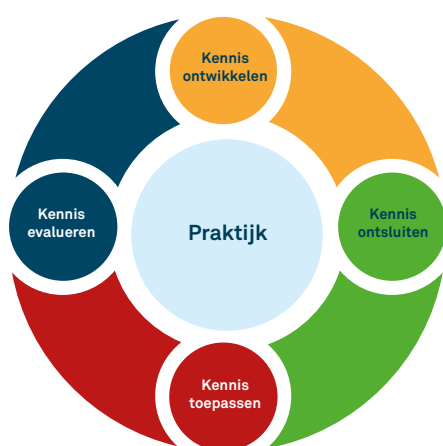 Kennis
ontwikkelen
Kennis
evalueren
Praktijk
Kennis
ontsluiten
Kennis
toepassen